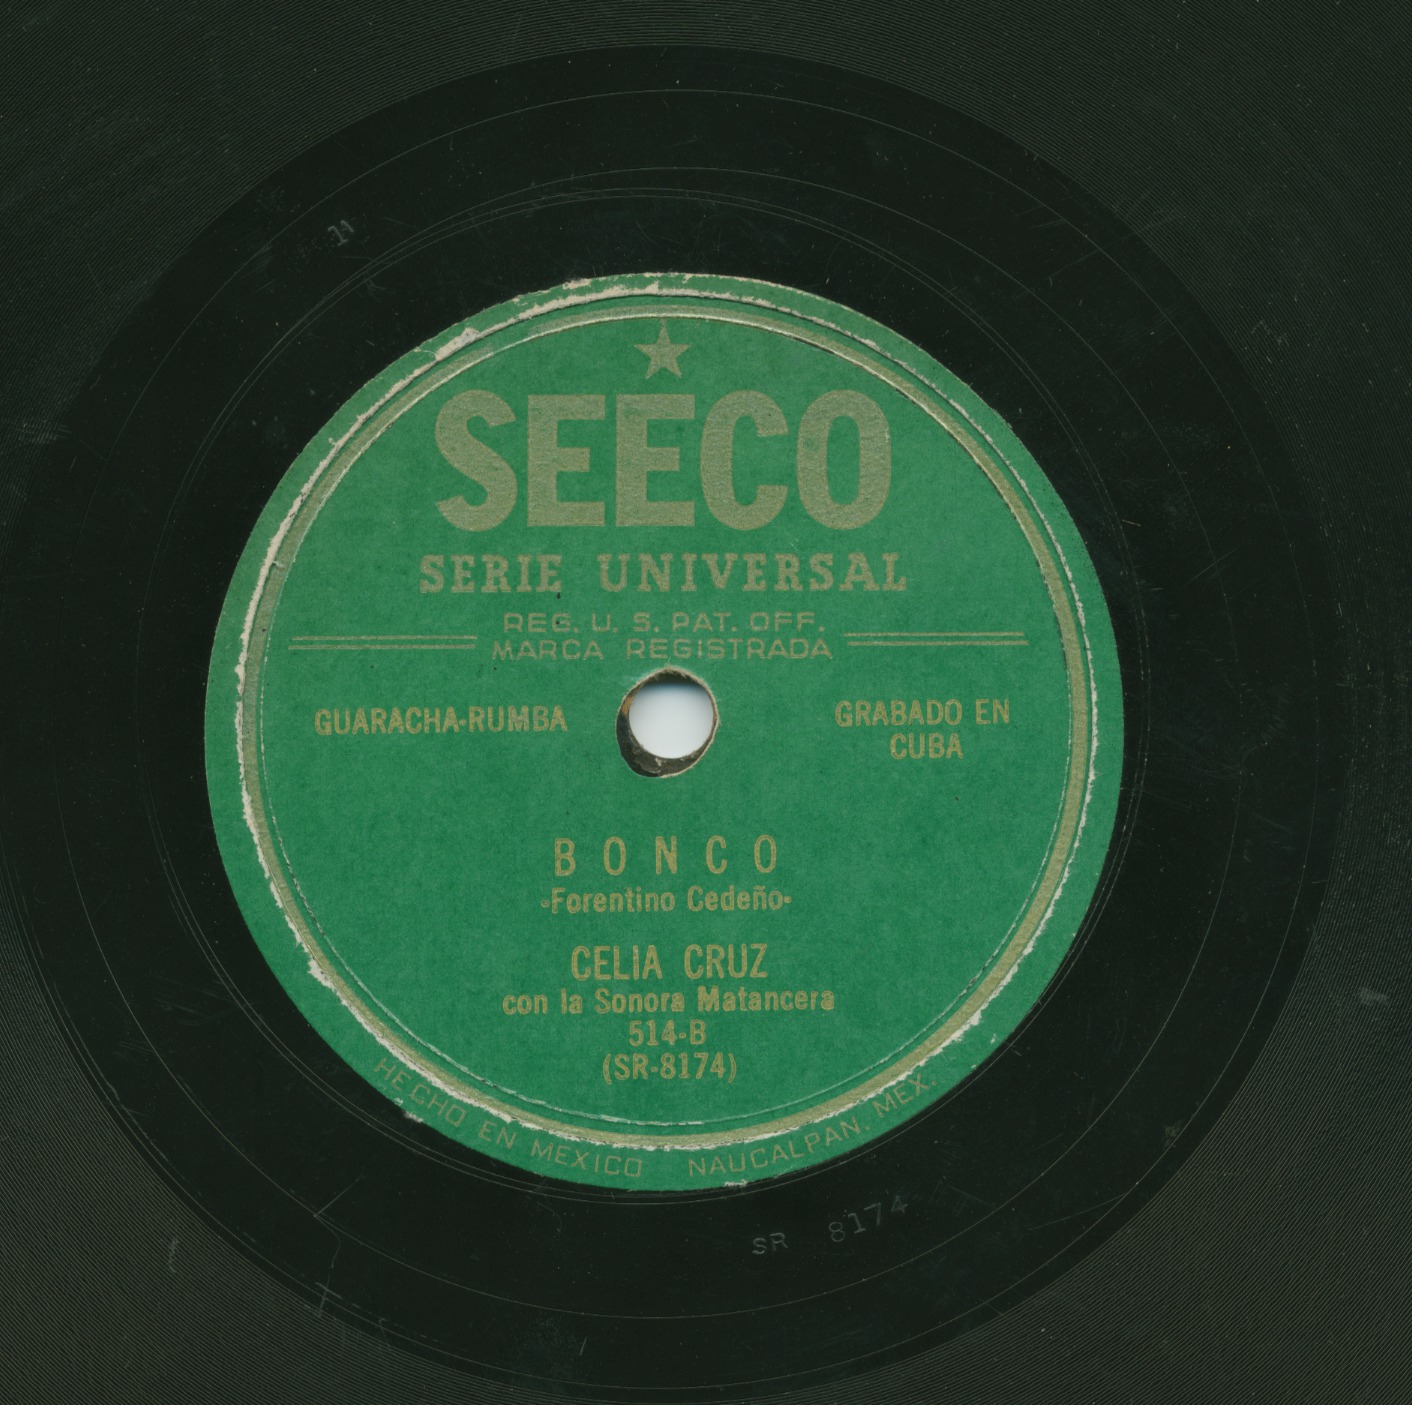 SEECO
SERIE UNIVERSAL
REG. U. S. PAT. OFF.
MARCA REGISTRADA
GUARACHA-RUMBA
GRABADO EN
CUBA
BONCO
-Forentino Cedeño-
CELIA CRUZ
con la Sonora Matancera
514-B
(SR-8174)
HECHO EN MEXICO NAUCALPAN. MEX.
SR 8174